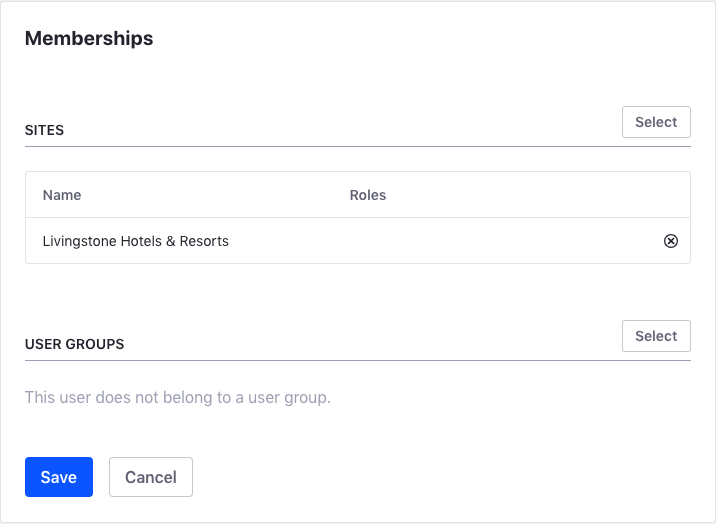 Memberships
SITES
Select
Name Roles
Livingstone Hotels & Resorts
USER GROUPS
Select
This user does not belong to a user group.
Save Cancel